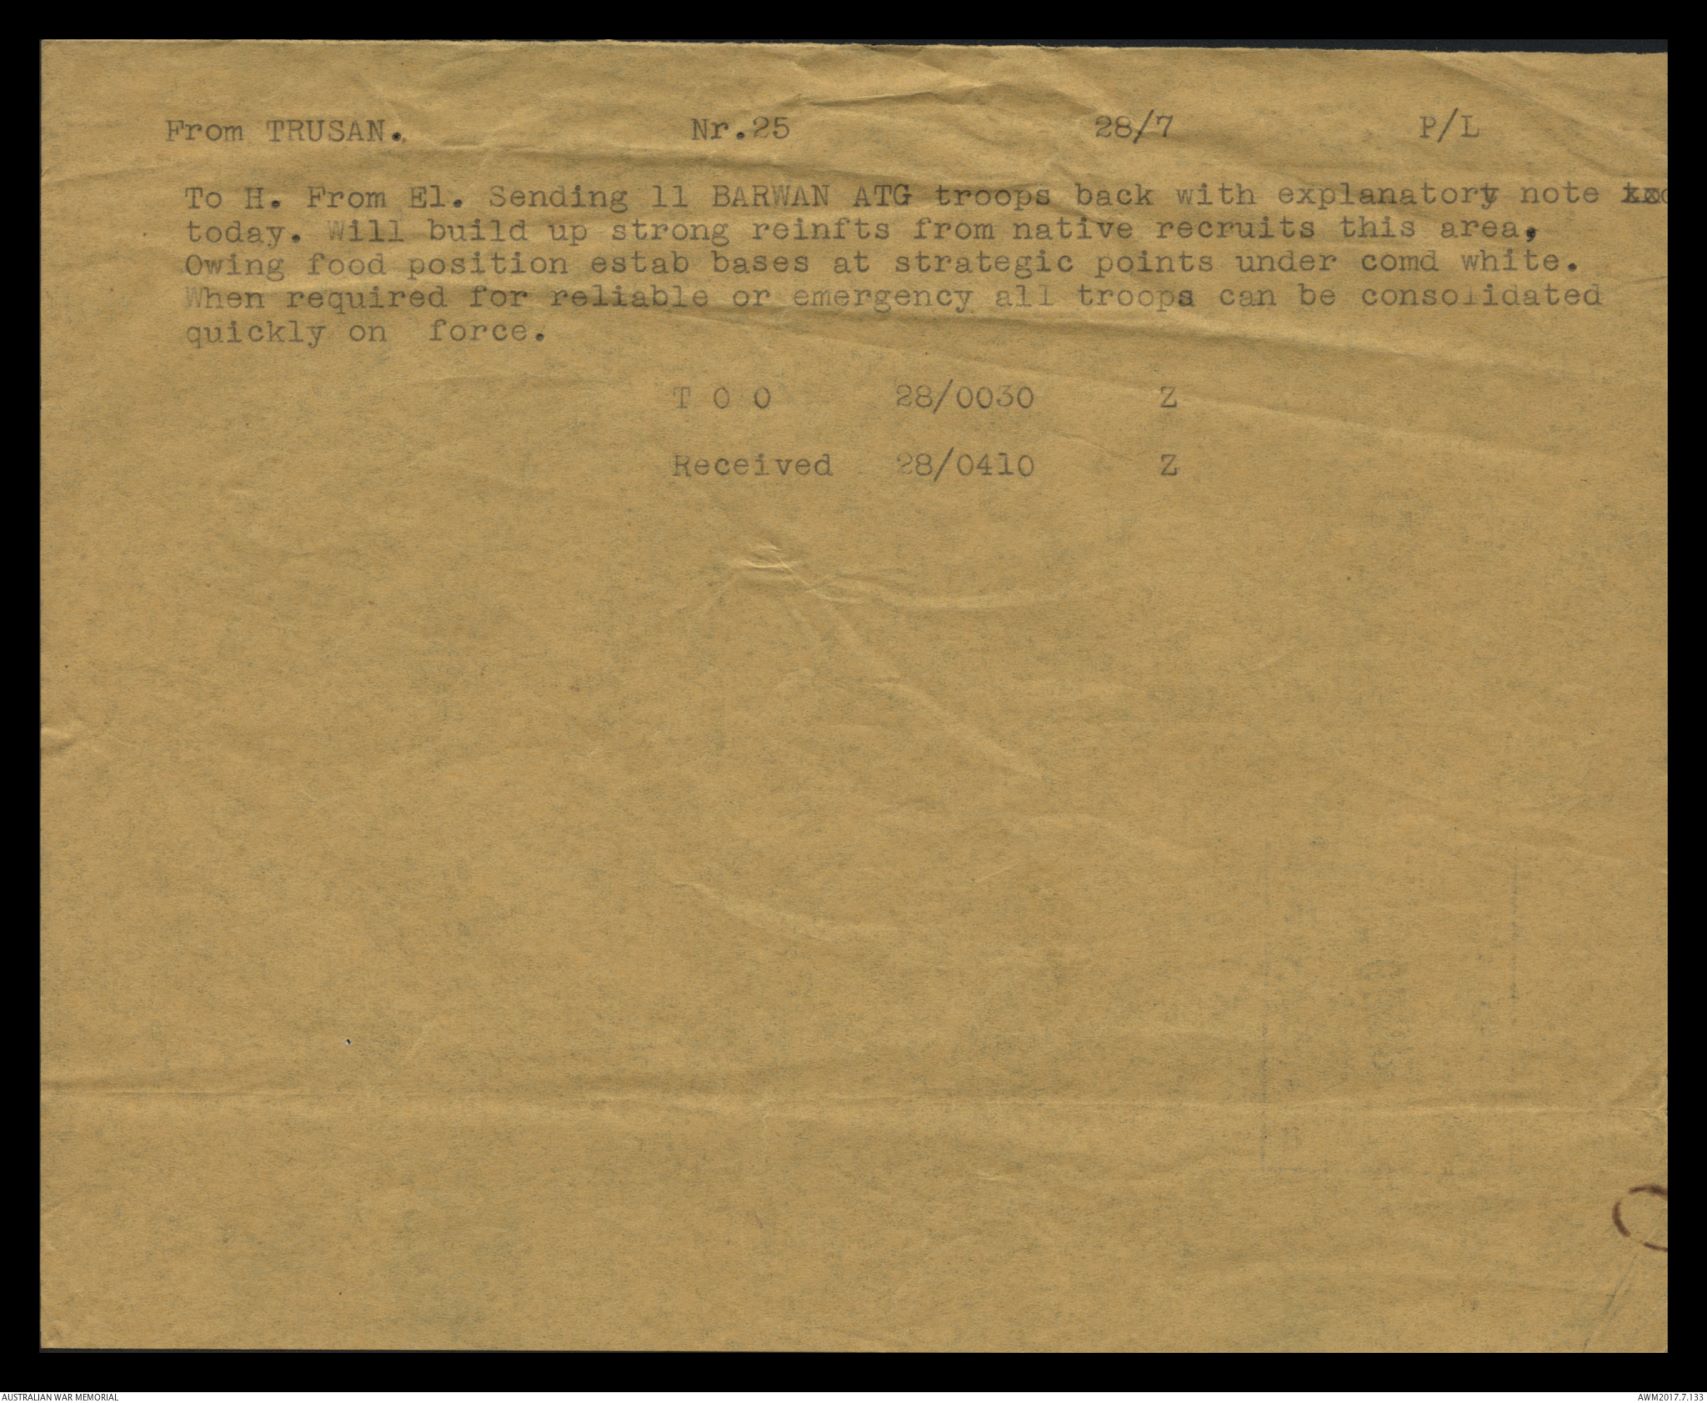 From TRUSAN. Nr.25 28/7 P/L
To H. From El. Sending 11 BARWAN ATG troops back with explanatory note
today. Will build up strong reinfts from native recruits this area,
Owing food position estab bases at strategic points under comd white.
When required for reliable or emergency all troops can be consolidated
quickly on force.
T O O 28/0030 Z
Received 28/0410 Z
AUSTRALIAN WAR MEMORIAL
AWM2017.7.133